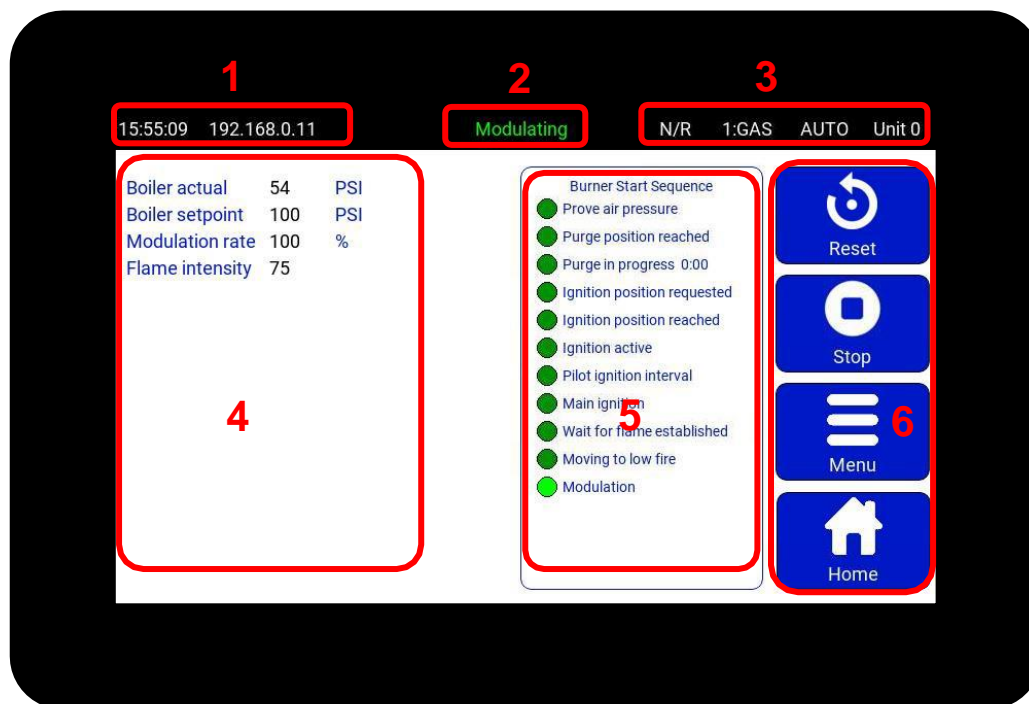 1
2
3
15:55:09 192.168.0.11
Modulating
N/R 1:GAS AUTO Unit 0
Boiler actual 54 PSI
Boiler setpoint 100 PSI
Modulation rate 100 %
Flame intensity 75
4
Burner Start Sequence
Prove air pressure
Purge position reached
Purge in progress 0:00
Ignition position requested
Ignition position reached
Ignition active
Pilot ignition interval
Main ignition
Wait for flame established
Moving to low fire
Modulation
5
Reset
Stop
Menu
Home
6